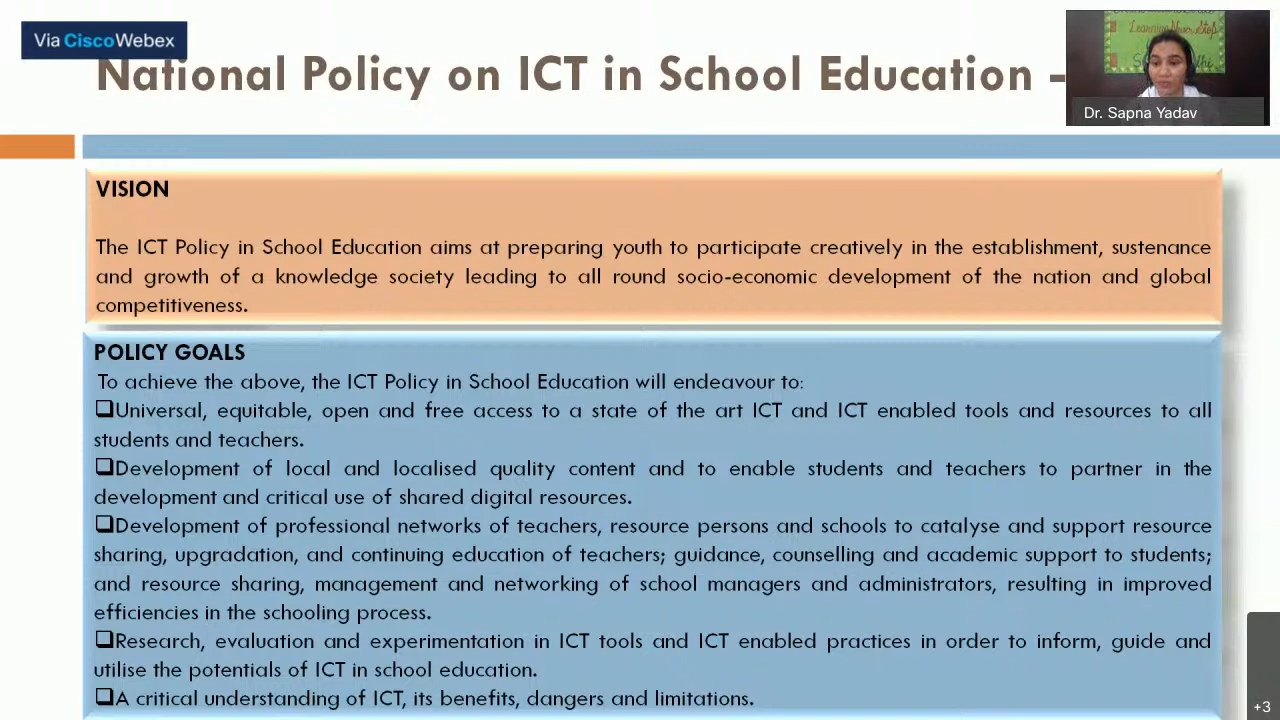 Via CiscoWebex
National Policy on ICT in School Education -
Learning Never Stops
Dr. Sapna Yadav
VISION
The ICT Policy in School Education aims at preparing youth to participate creatively in the establishment, sustenance
and growth of a knowledge society leading to all round socio-economic development of the nation and global
competitiveness.
POLICY GOALS
To achieve the above, the ICT Policy in School Education will endeavour to:
❑Universal, equitable, open and free access to a state of the art ICT and ICT enabled tools and resources to all
students and teachers.
❑Development of local and localised quality content and to enable students and teachers to partner in the
development and critical use of shared digital resources.
❑Development of professional networks of teachers, resource persons and schools to catalyse and support resource
sharing, upgradation, and continuing education of teachers; guidance, counselling and academic support to students;
and resource sharing, management and networking of school managers and administrators, resulting in improved
efficiencies in the schooling process.
❑Research, evaluation and experimentation in ICT tools and ICT enabled practices in order to inform, guide and
utilise the potentials of ICT in school education.
❑A critical understanding of ICT, its benefits, dangers and limitations.
+3